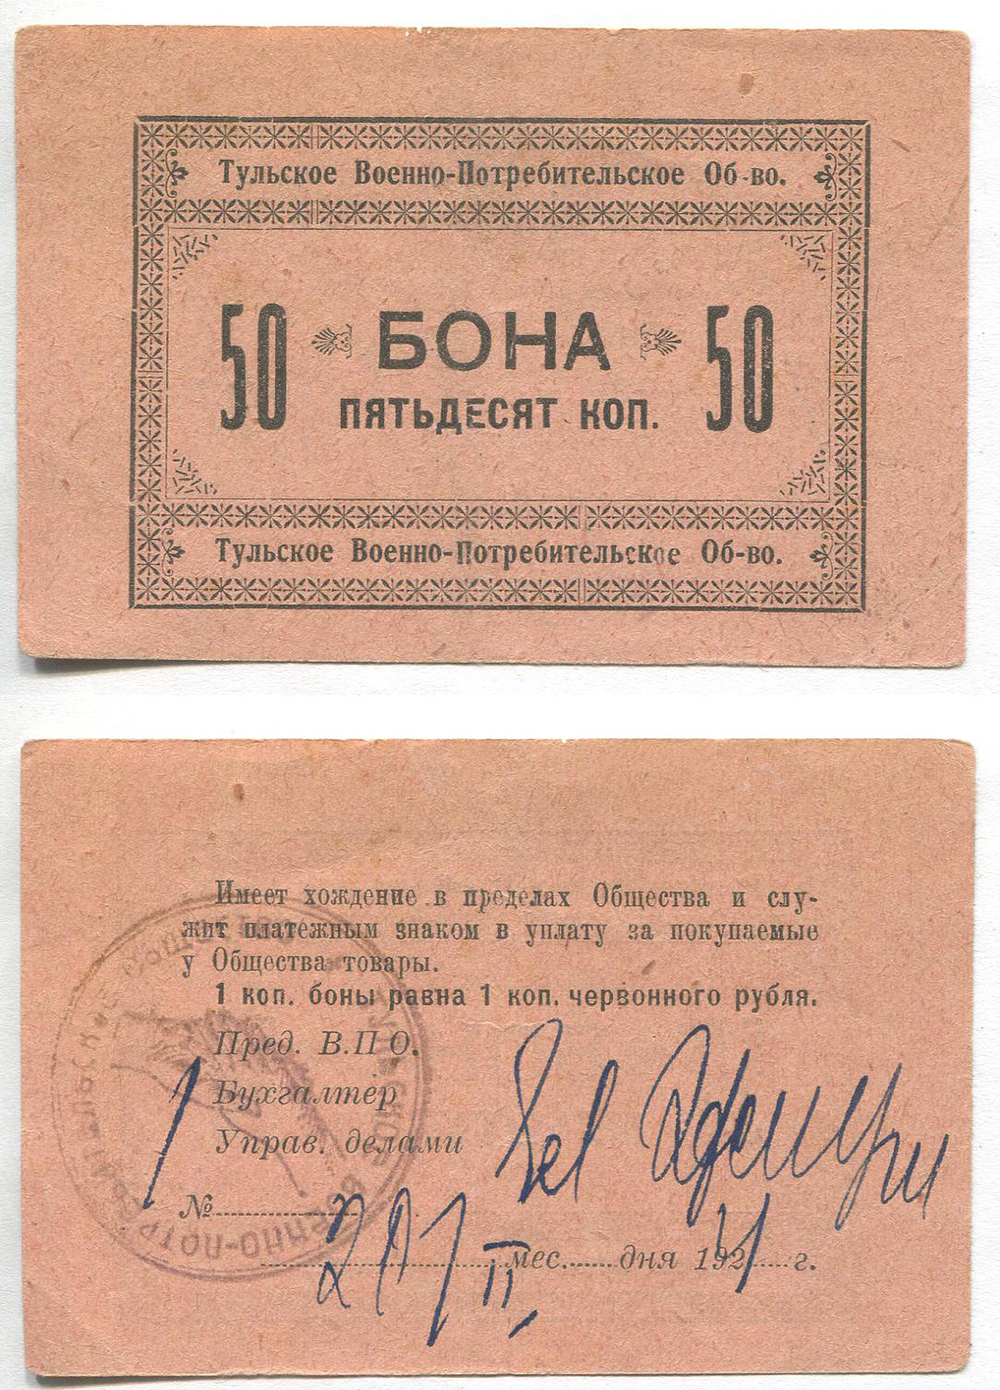 Тульское Военно-Потребительское Об-во.
50 БОНА 50
ПЯТЬДЕСЯТ КОП.
Тульское Военно-Потребительское Об-во.
Имеет хождение в пределах Общества и слу-
жит платежным знаком в уплату за покупаемые
у Общества товары.
1 коп. боны равна 1 коп. червонного рубля.
Пред. В.П О.
Бухгалтер
Управ. делами
№
II мес. дня 1924 г.